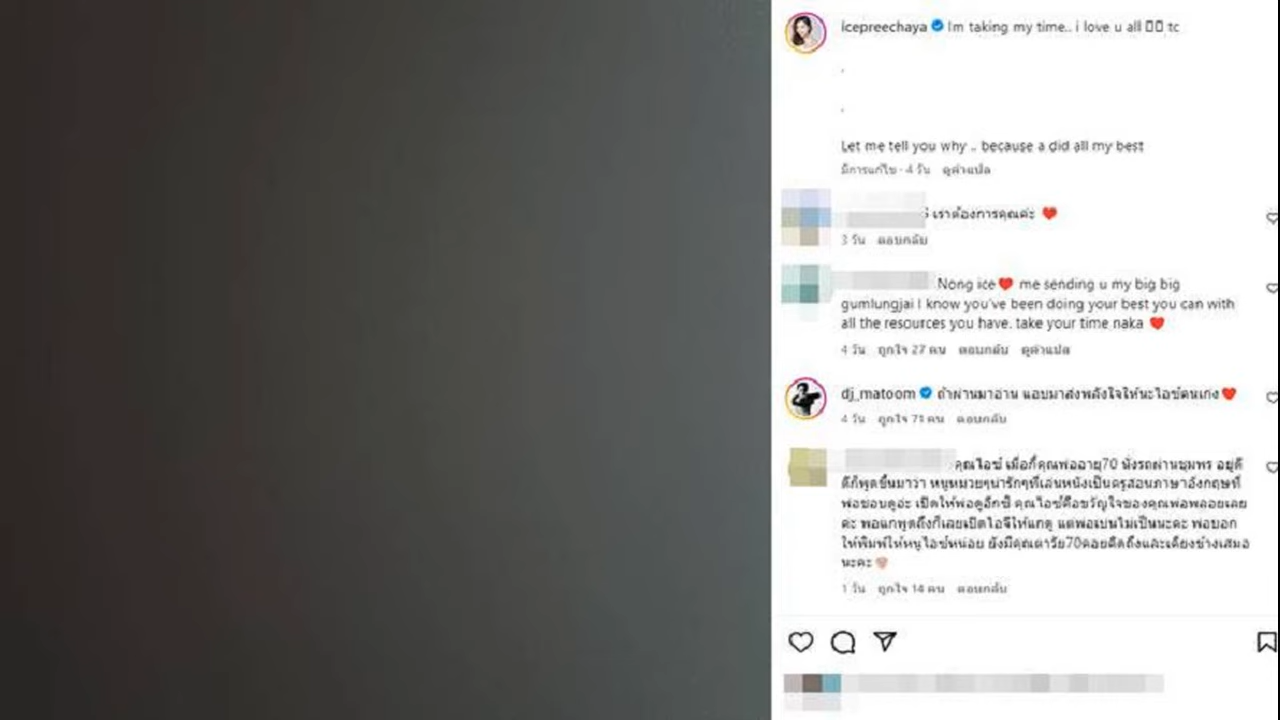 icepreechaya Im taking my time.. i love u all ▯▯ tc
.
.
Let me tell you why .. because a did all my best
มีการแก้ไข · 4 วัน ดูคำแปล
เราต้องการคุณค่ะ ❤️
3 วัน ตอบกลับ
Nong ice❤️ me sending u my big big
gumlungjai I know you've been doing your best you can with
all the resources you have. take your time naka ❤️
4 วัน ถูกใจ 27 คน ตอบกลับ ดูคำแปล
dj_matoom ถ้าผ่านมาอ่าน แอบมาส่งพลังใจให้นะไอซ์คนเก่ง❤️
4 วัน ถูกใจ 71 คน ตอบกลับ
คุณไอซ์ เมื่อกี้คุณพ่ออายุ70 นั่งรถผ่านชุมพร อยู่ดี
ดีก็พูดขึ้นมาว่า หนูหมวยๆน่ารักๆที่เล่นหนังเป็นครูสอนภาษาอังกฤษที่
พ่อชอบดูอ่ะ เปิดให้พ่อดูอีกซิ คุณไอซ์คือขวัญใจของคุณพ่อพลอยเลย
ค่ะ พอแกพูดถึงก็เลยเปิดไอจีให้แกดู แต่พ่อเม้นไม่เป็นนะคะ พ่อบอก
ให้พิมพ์ให้หนูไอซ์หน่อย ยังมีคุณตาวัย70คอยคิดถึงและเคียงข้างเสมอ
นะคะ
1 วัน ถูกใจ 14 คน ตอบกลับ